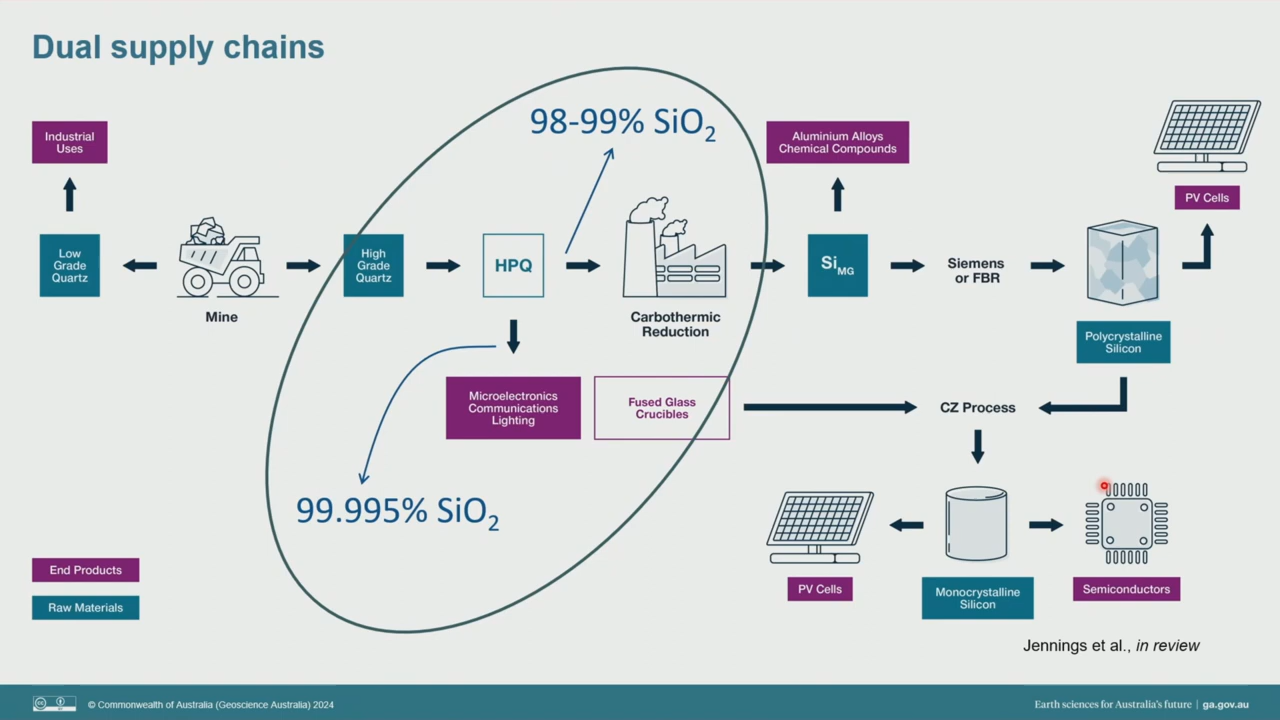 Dual supply chains
98-99% SiO₂
Industrial
Uses
Aluminium Alloys
Chemical Compounds
PV Cells
Low
Grade
Quartz
Mine
High
Grade
Quartz
HPQ
Carbothermic
Reduction
SiMG
Siemens
or FBR
Polycrystalline
Silicon
Microelectronics
Communications
Lighting
Fused Glass
Crucibles
CZ Process
99.995% SiO₂
PV Cells
Monocrystalline
Silicon
Semiconductors
End Products
Raw Materials
Jennings et al., in review
© Commonwealth of Australia (Geoscience Australia) 2024
Earth sciences for Australia's future | ga.gov.au